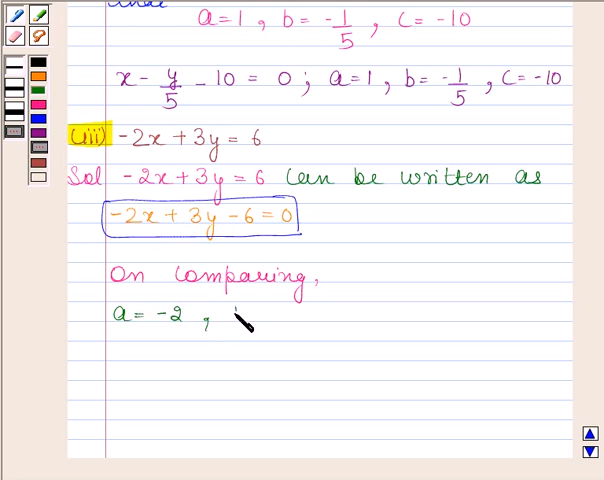 a = 1 , b = -1/5 , c = -10
x - y/5 - 10 = 0 ; a = 1 , b = -1/5 , c = -10
(iii) -2x + 3y = 6
Sol -2x + 3y = 6 can be written as
-2x + 3y - 6 = 0
On comparing,
a = -2 ,